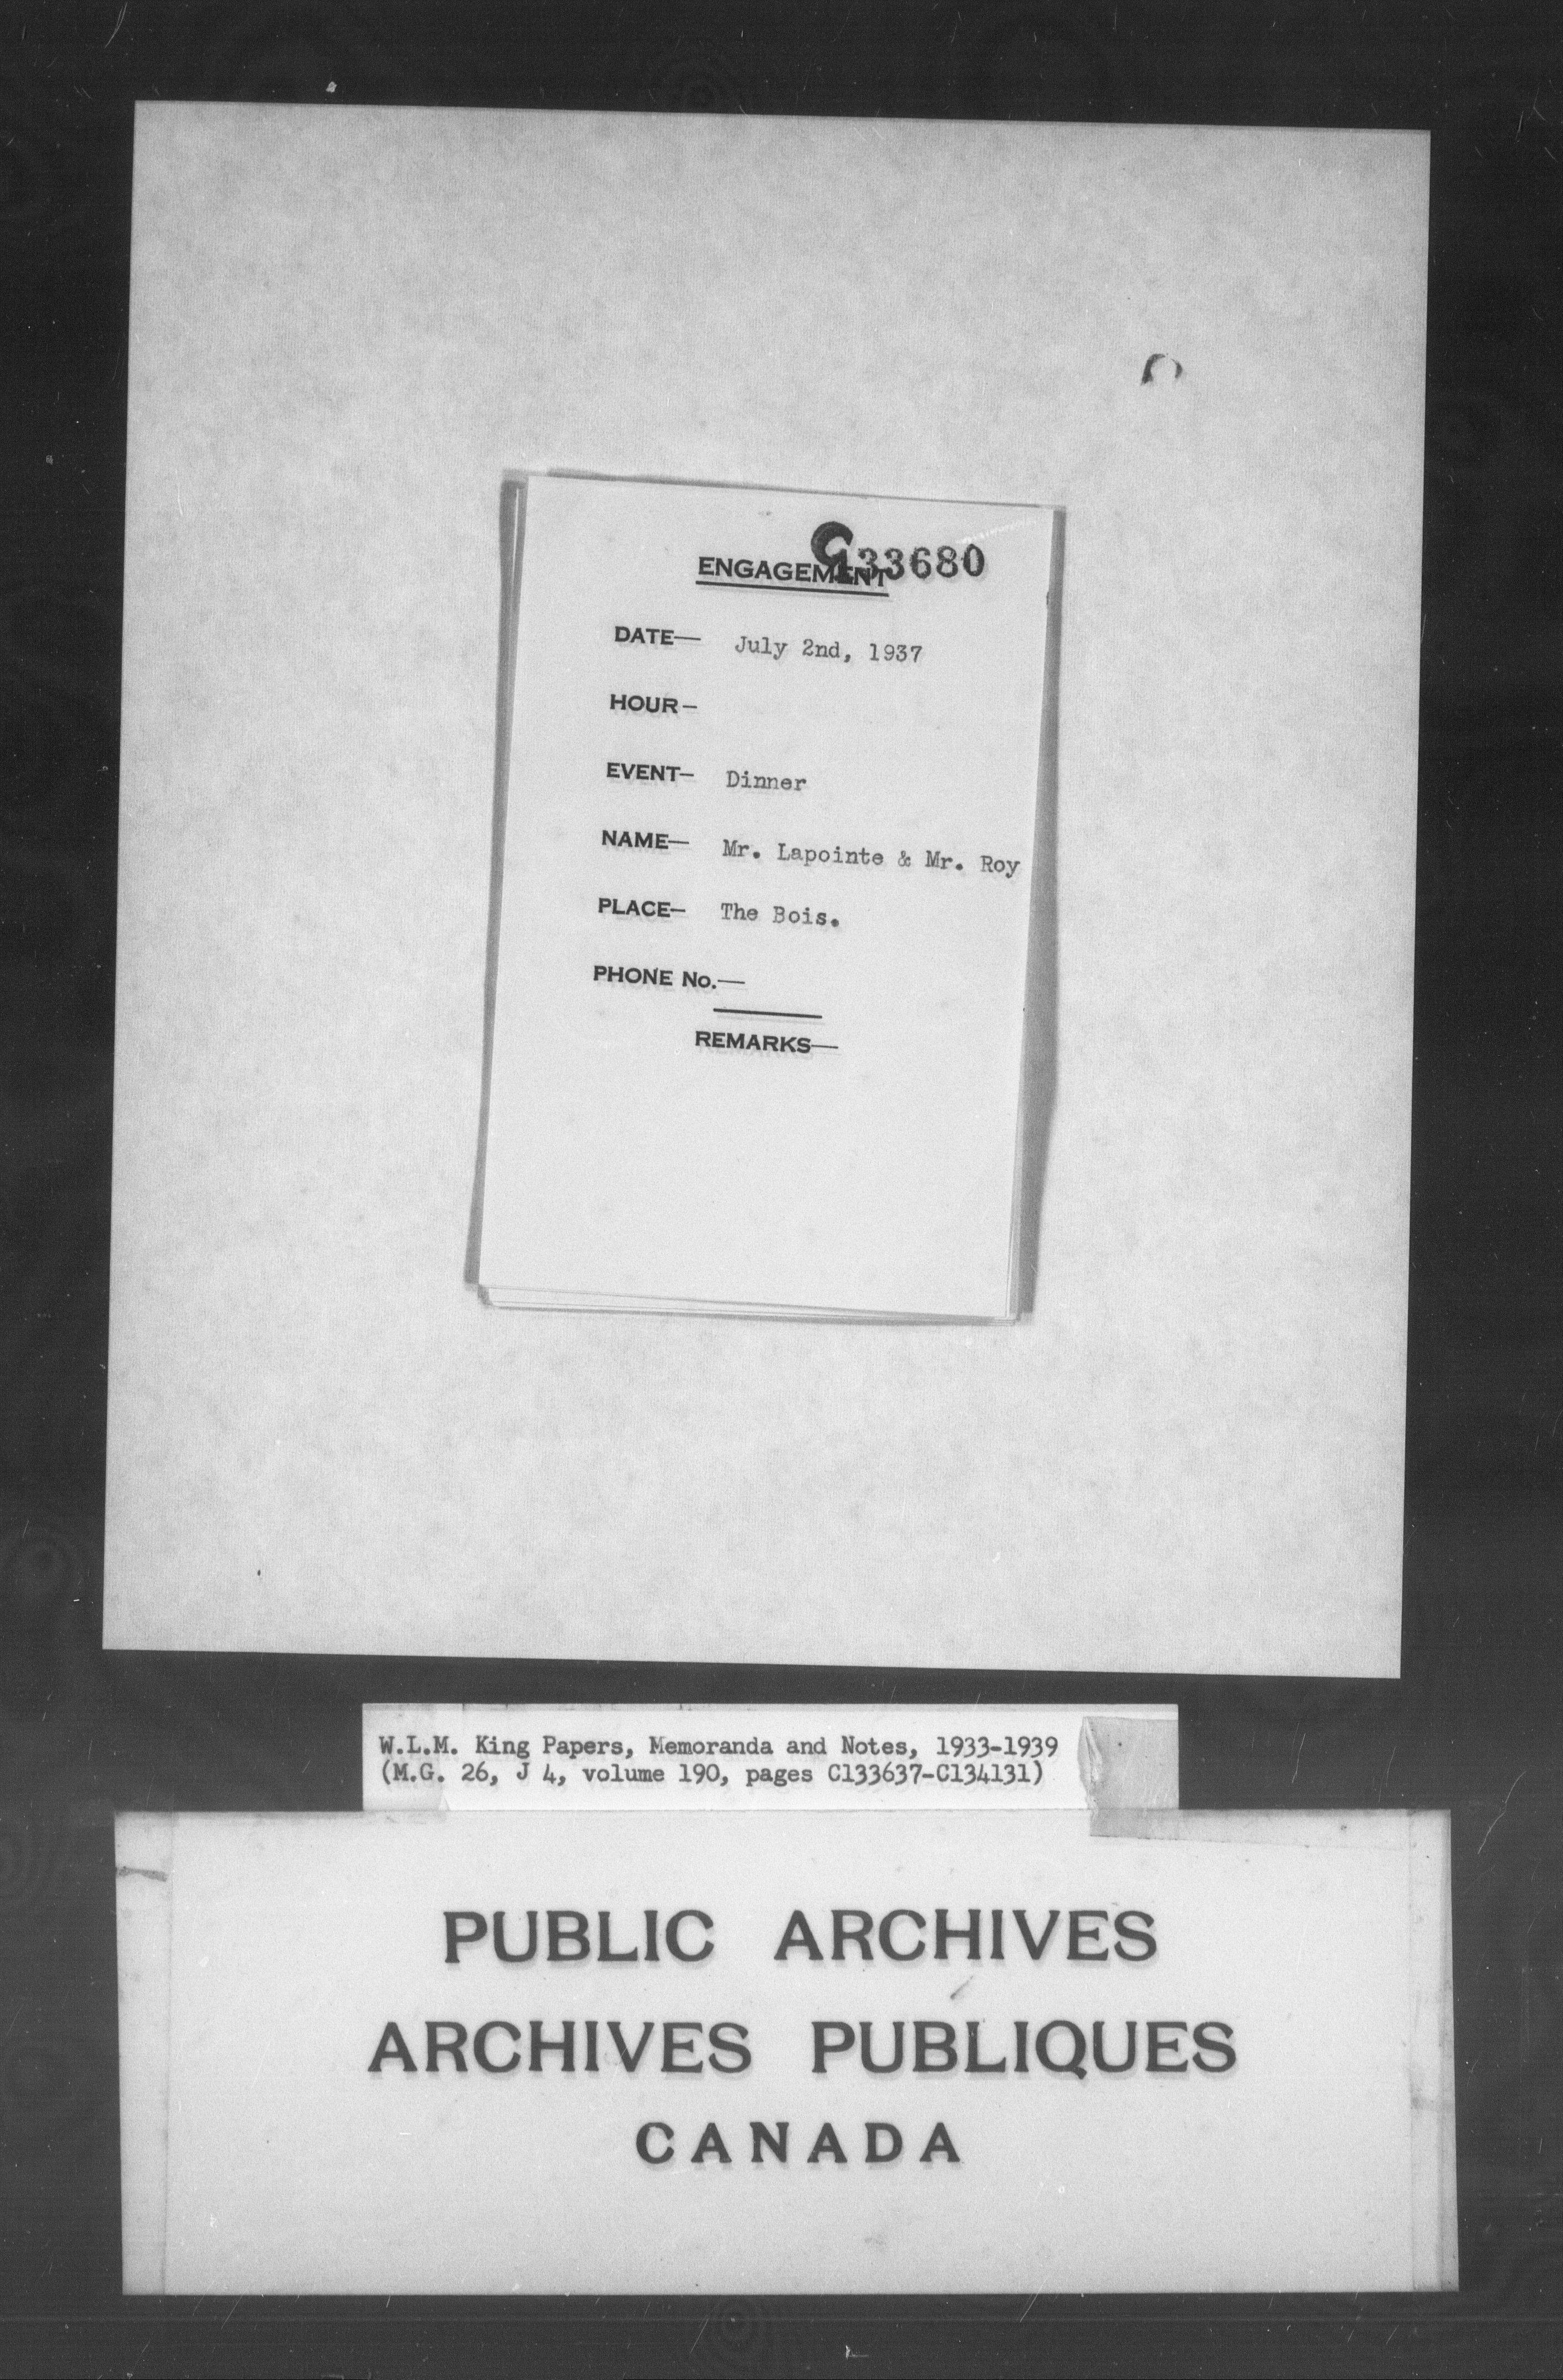 C133680
ENGAGEMENT
DATE— July 2nd, 1937
HOUR—
EVENT— Dinner
NAME— Mr. Lapointe & Mr. Roy
PLACE— The Bois.
PHONE No.—
REMARKS—
W.L.M. King Papers, Memoranda and Notes, 1933-1939
(M.G. 26, J 4, volume 190, pages C133637-C134131)
PUBLIC ARCHIVES
ARCHIVES PUBLIQUES
CANADA